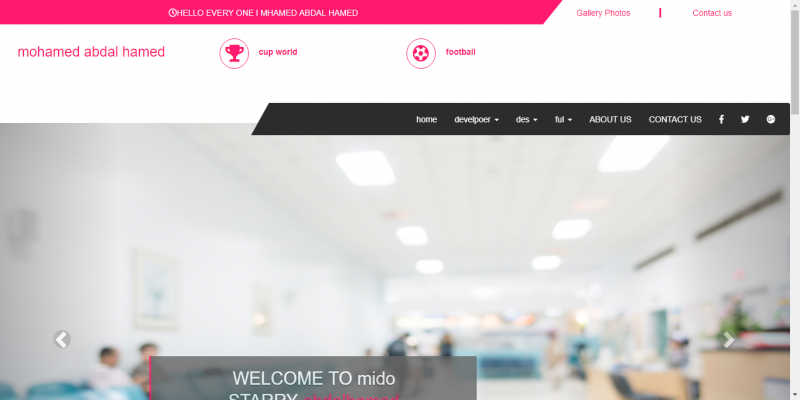 HELLO EVERY ONE I MHAMED ABDAL HAMED
Gallery Photos
Contact us
mohamed abdal hamed
cup world
football
home
develpoer
des
ful
ABOUT US
CONTACT US
WELCOME TO mido
STARRY abdalhamed